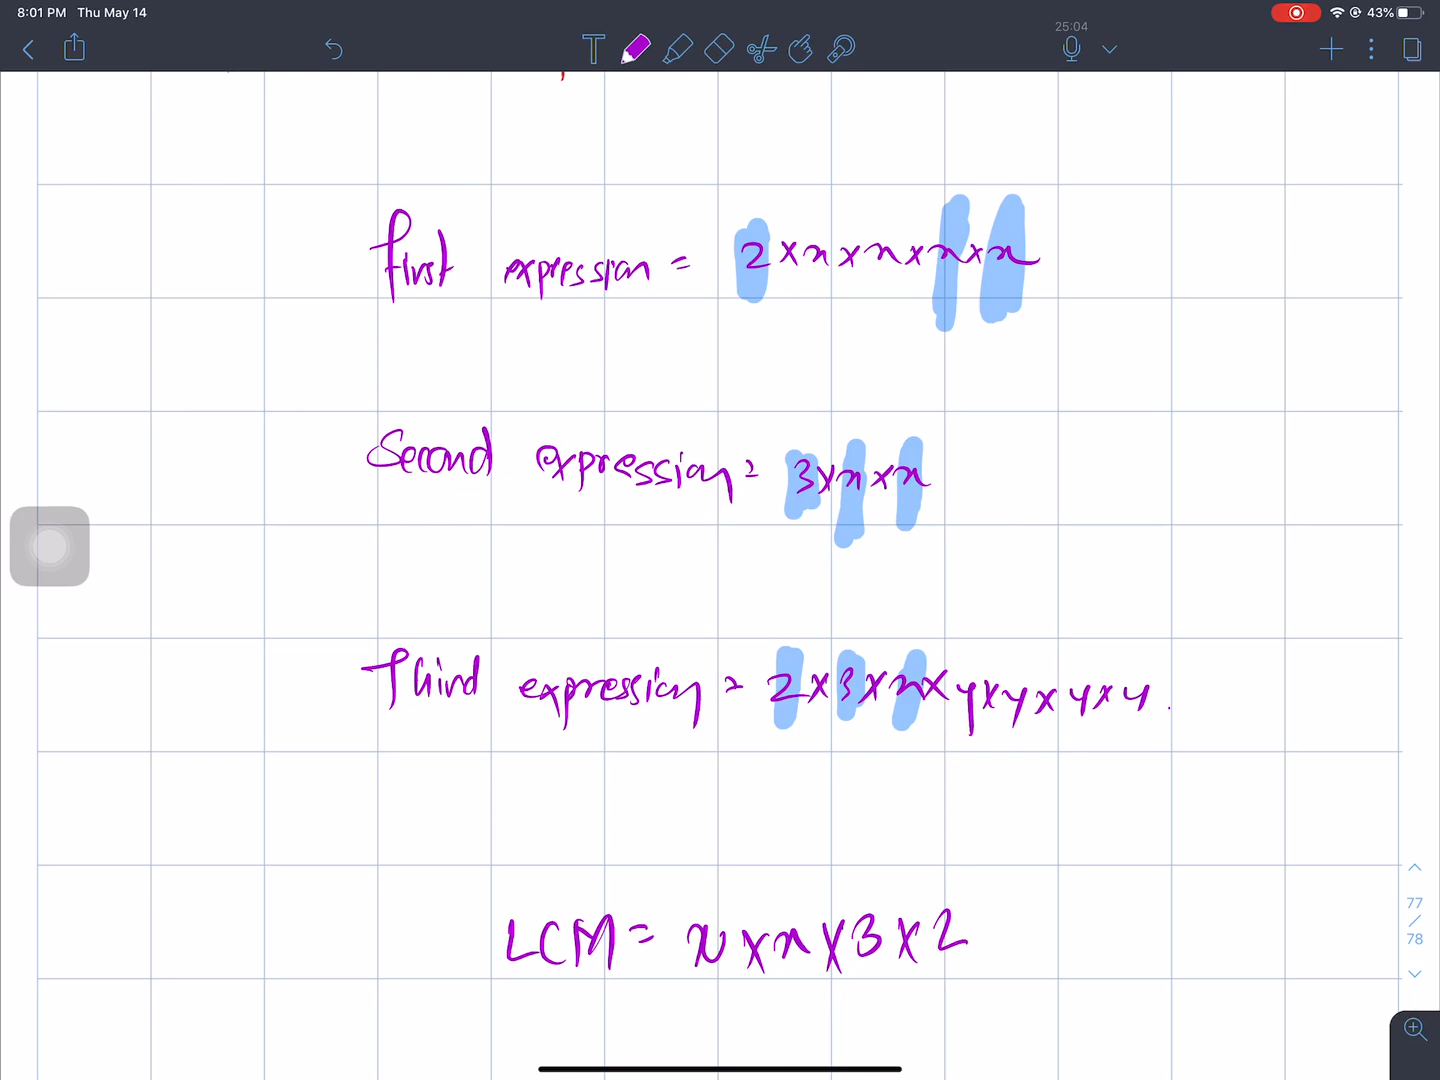 8:01 PM Thu May 14
43%
25:04
First expression = 2 × x × x × x × x
Second expression = 3 × x × x
Third expression = 2 × 3 × x × y × y × y × y .
77
/
78
LCM = x × x × 3 × 2